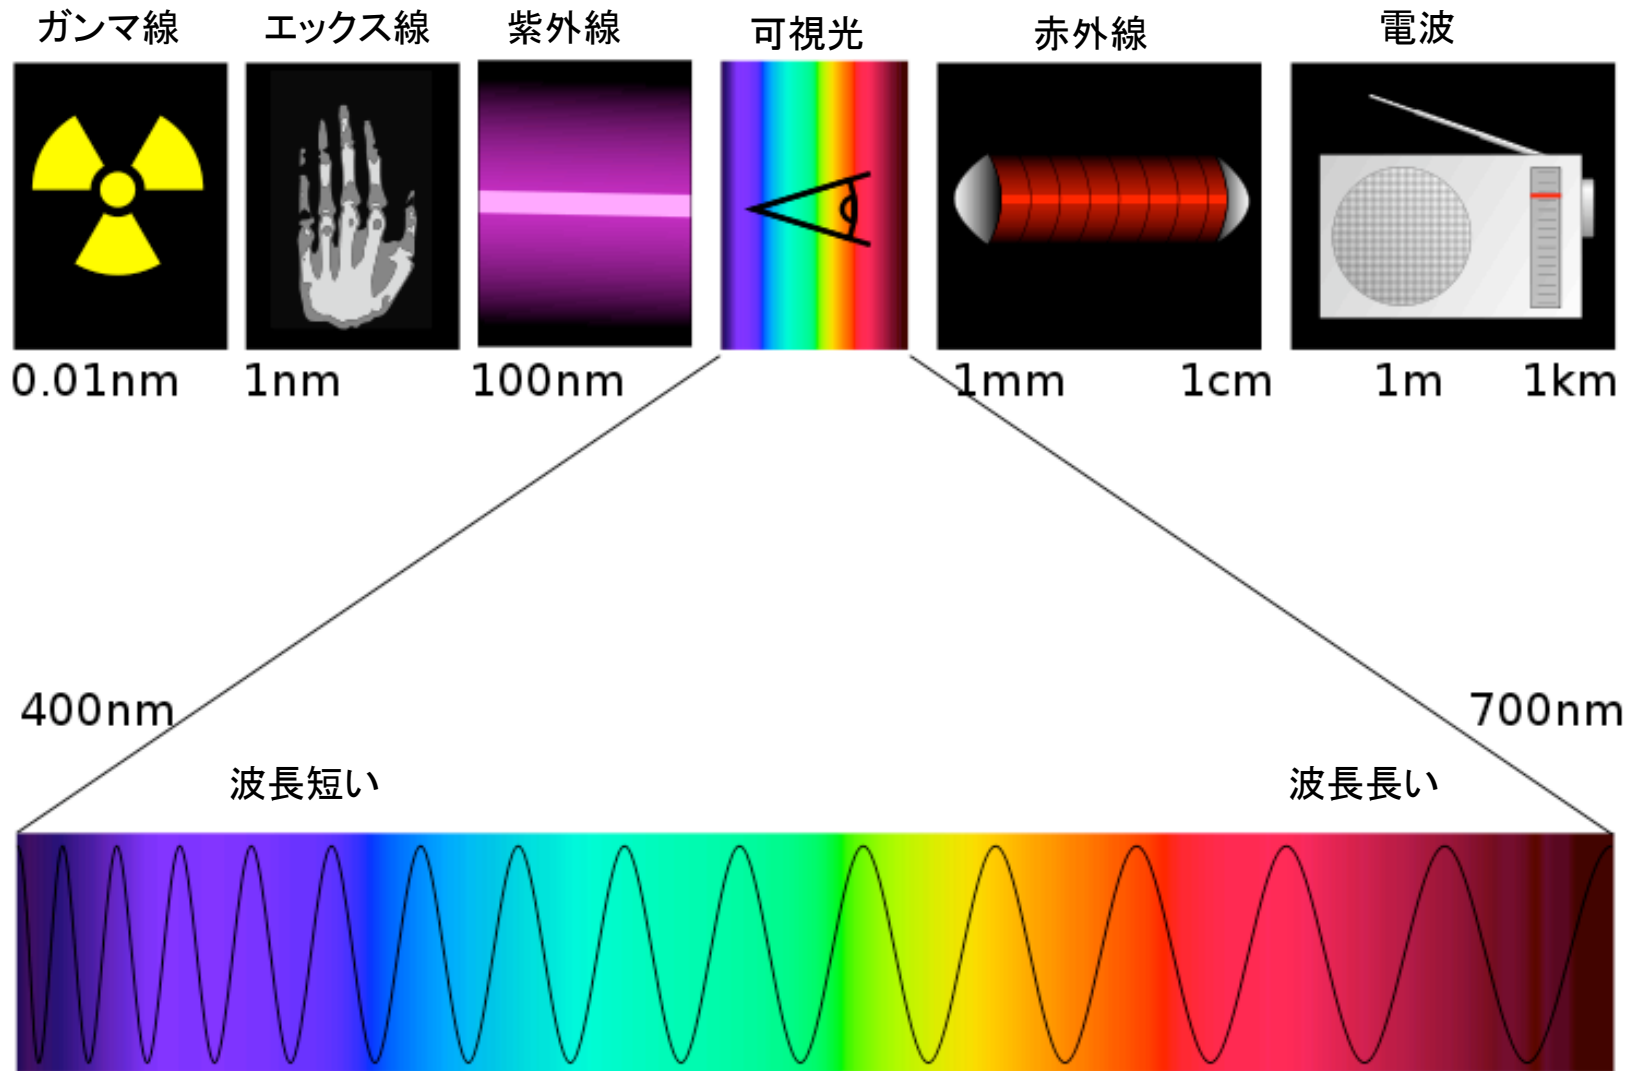 ガンマ線
エックス線
紫外線
可視光
赤外線
電波
0.01nm
1nm
100nm
1mm
1cm
1m
1km
400nm
700nm
波長短い
波長長い